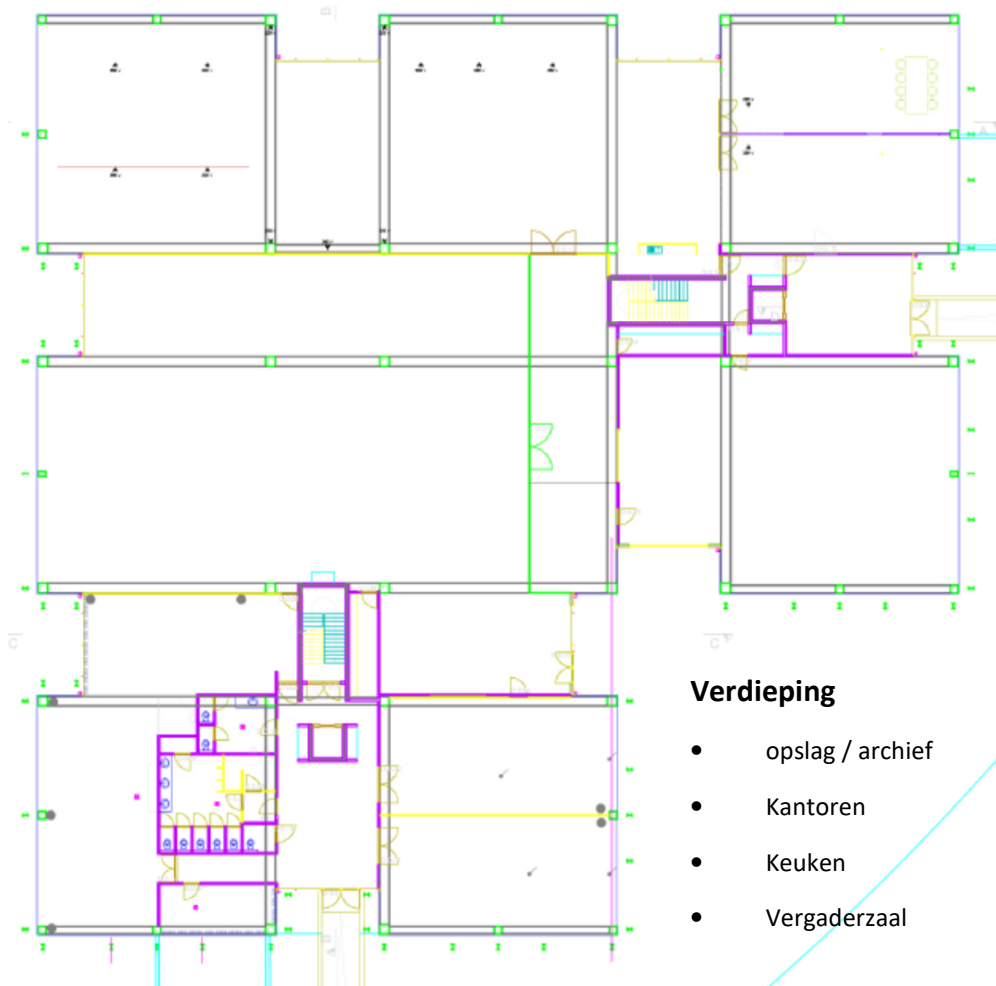 Verdieping
• opslag / archief
• Kantoren
• Keuken
• Vergaderzaal
C
C